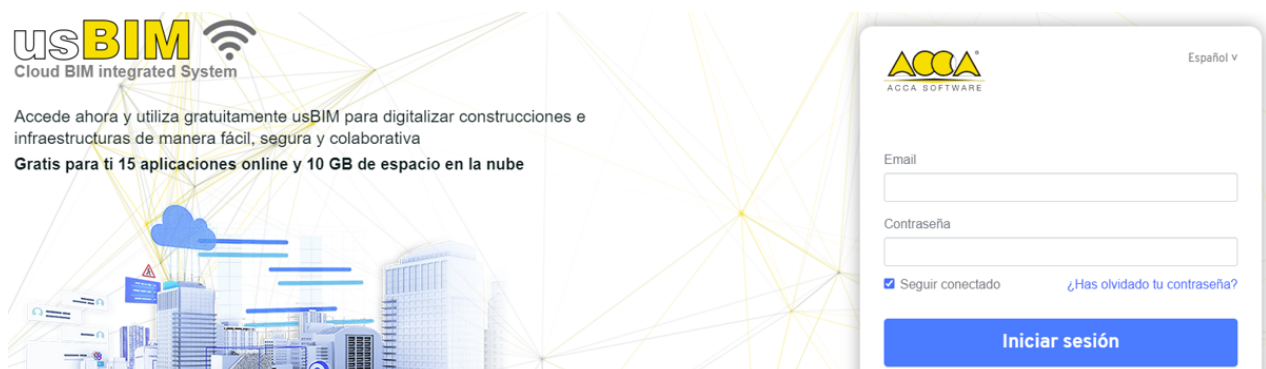 usBIM
Cloud BIM integrated System
Accede ahora y utiliza gratuitamente usBIM para digitalizar construcciones e
infraestructuras de manera fácil, segura y colaborativa
Gratis para ti 15 aplicaciones online y 10 GB de espacio en la nube
ACCA
ACCA SOFTWARE
Español v
Email
Contraseña
Seguir conectado
¿Has olvidado tu contraseña?
Iniciar sesión